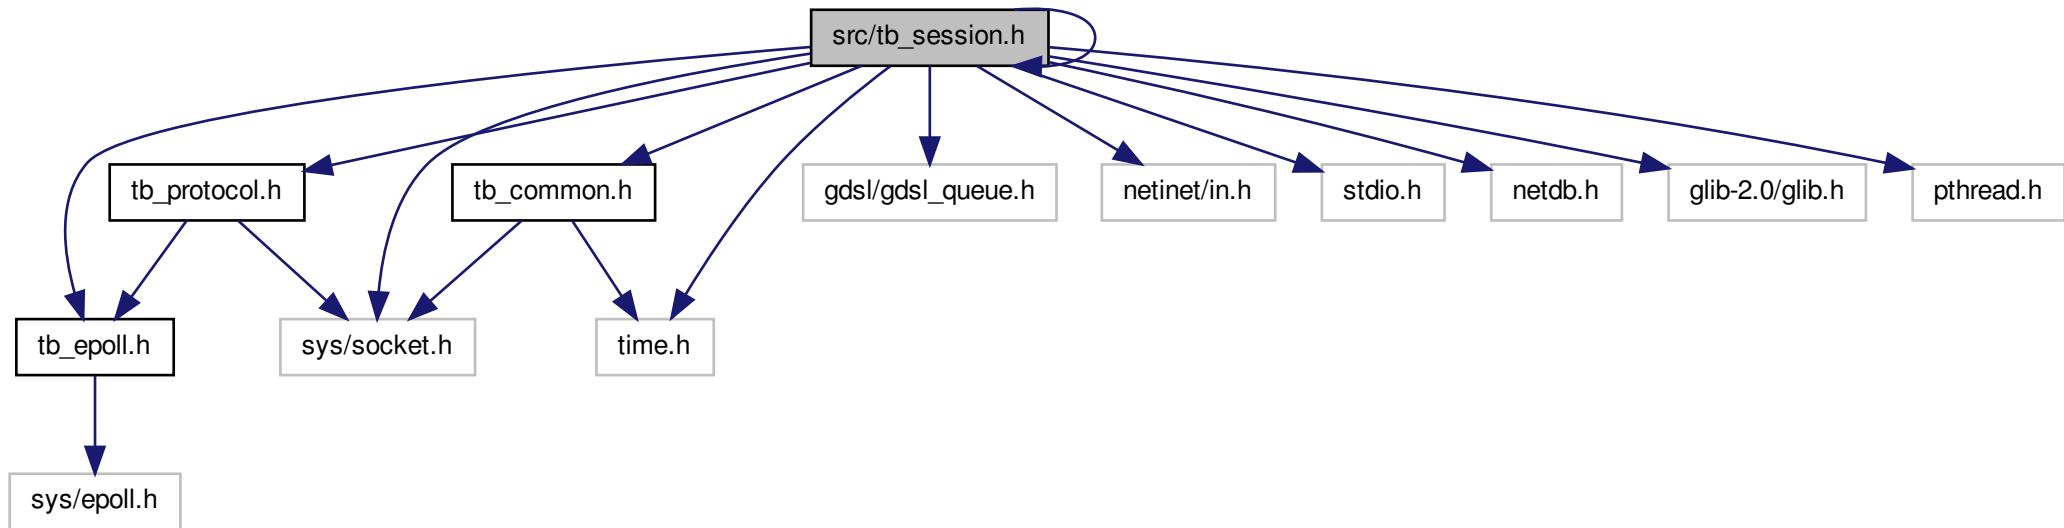 src/tb_session.h
tb_protocol.h
tb_common.h
gdsl/gdsl_queue.h
netinet/in.h
stdio.h
netdb.h
glib-2.0/glib.h
pthread.h
tb_epoll.h
sys/socket.h
time.h
sys/epoll.h